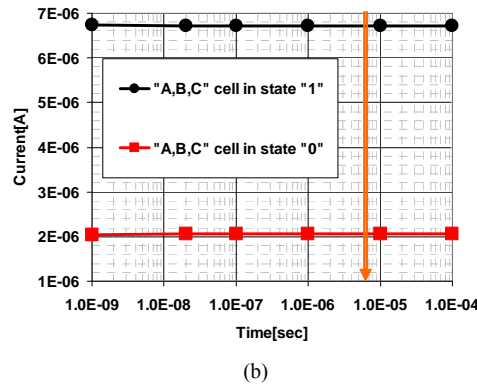 7E-06
6E-06
5E-06
4E-06
3E-06
2E-06
1E-06
Current[A]
"A,B,C" cell in state "1"
"A,B,C" cell in state "0"
1.0E-09 1.0E-08 1.0E-07 1.0E-06 1.0E-05 1.0E-04
Time[sec]
(b)